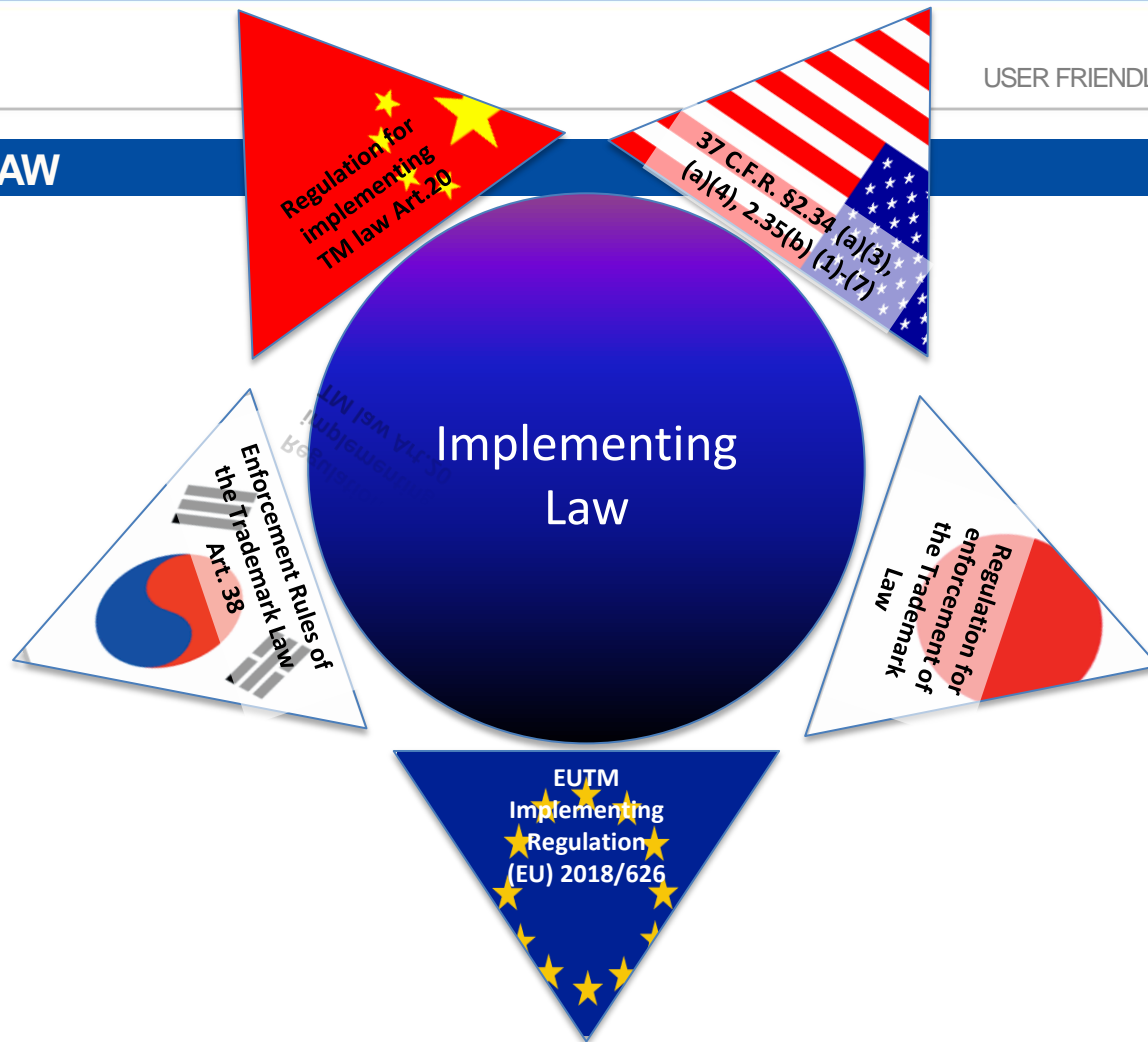 USER FRIENDL
AW
Regulation for
implementing
TM law Art.20
37 C.F.R. §2.34 (a)(3),
(a)(4), 2.35(b) (1)-(7)
Implementing
Law
Enforcement Rules of
the Trademark Law
Art. 38
Regulation for
enforcement of
the Trademark
Law
EUTM
Implementing
Regulation
(EU) 2018/626